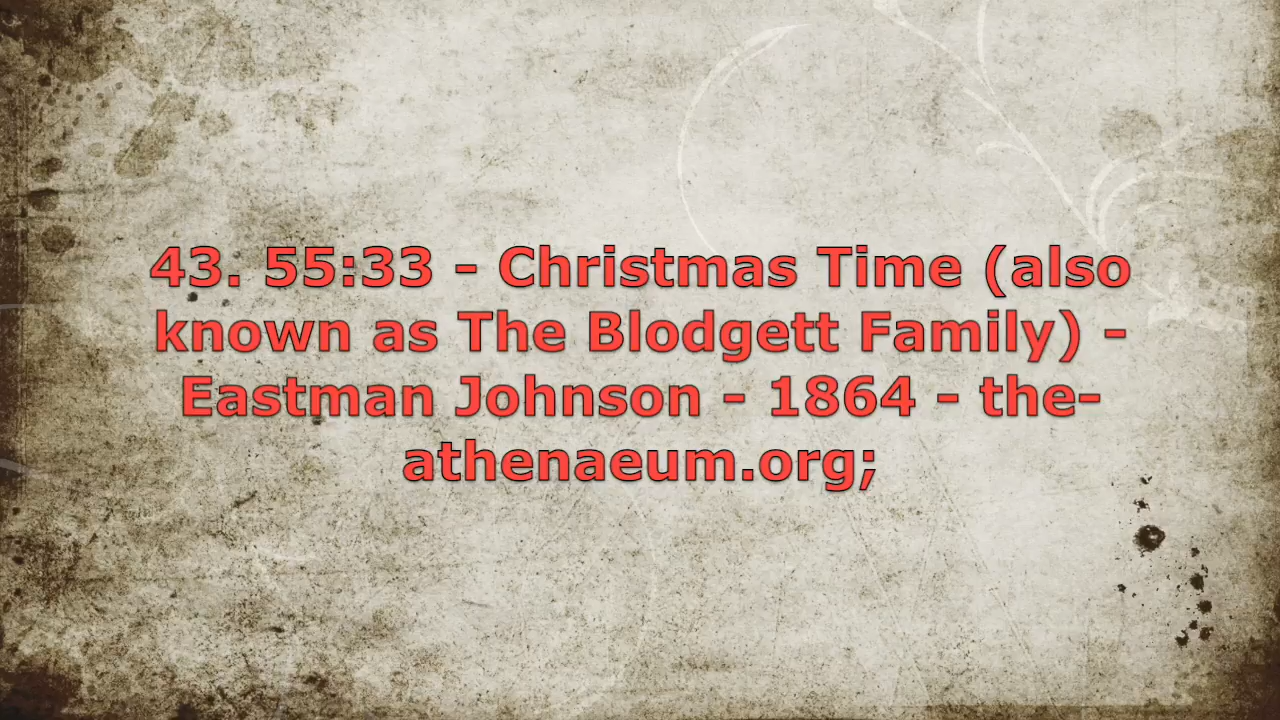 43. 55:33 - Christmas Time (also
known as The Blodgett Family) -
Eastman Johnson - 1864 - the-
athenaeum.org;